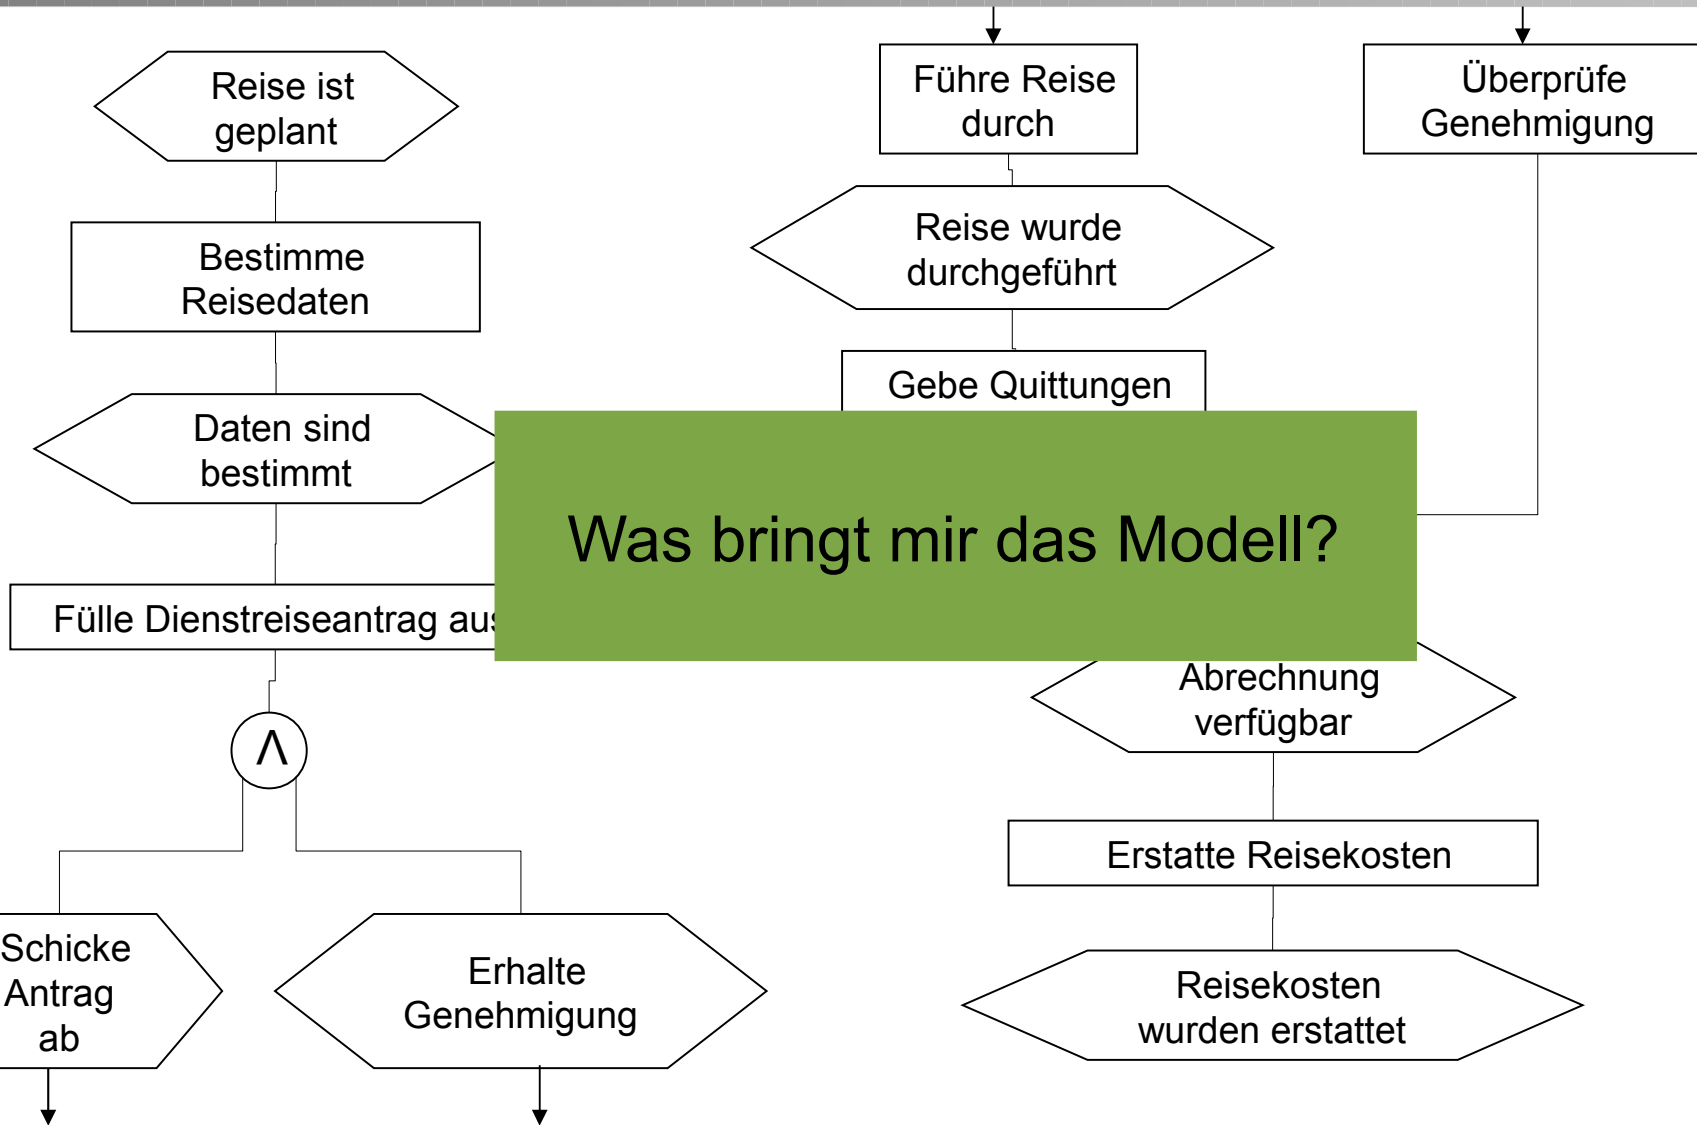 Reise ist
geplant
Bestimme
Reisedaten
Daten sind
bestimmt
Fülle Dienstreiseantrag aus
Λ
Schicke
Antrag
ab
Erhalte
Genehmigung
Führe Reise
durch
Reise wurde
durchgeführt
Gebe Quittungen
Was bringt mir das Modell?
Überprüfe
Genehmigung
Abrechnung
verfügbar
Erstatte Reisekosten
Reisekosten
wurden erstattet